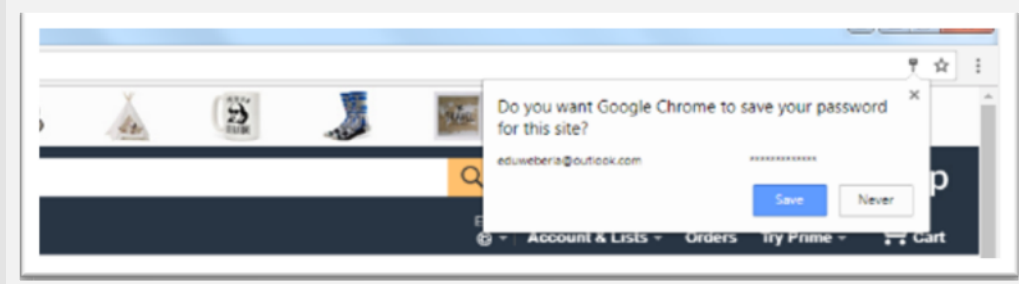 Do you want Google Chrome to save your password
for this site?
eduweberia@outlook.com *************
Save Never
p
Account & Lists Orders Try Prime Cart